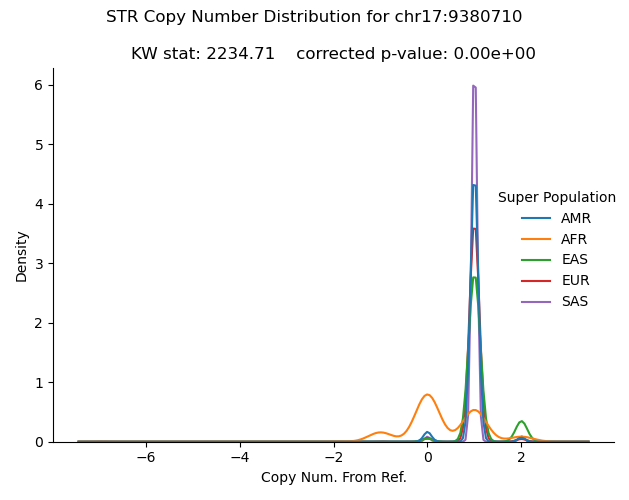 STR Copy Number Distribution for chr17:9380710
KW stat: 2234.71    corrected p-value: 0.00e+00
6
5
4
3
2
1
0
Density
−6
−4
−2
0
2
Copy Num. From Ref.
Super Population
AMR
AFR
EAS
EUR
SAS